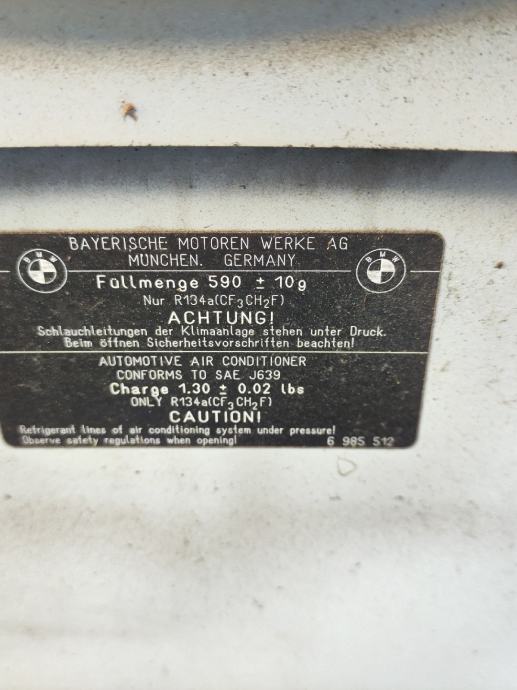 BAYERISCHE MOTOREN WERKE AG
MÜNCHEN. GERMANY
BMW
BMW
Füllmenge 590 ± 10g
Nur R134a(CF₃CH₂F)
ACHTUNG!
Schlauchleitungen der Klimaanlage stehen unter Druck.
Beim öffnen Sicherheitsvorschriften beachten!
AUTOMOTIVE AIR CONDITIONER
CONFORMS TO SAE J639
Charge 1.30 ± 0.02 lbs
ONLY R134a(CF₃CH₂F)
CAUTION!
Refrigerant lines of air conditioning system under pressure!
Observe safety regulations when opening!
6 985 512